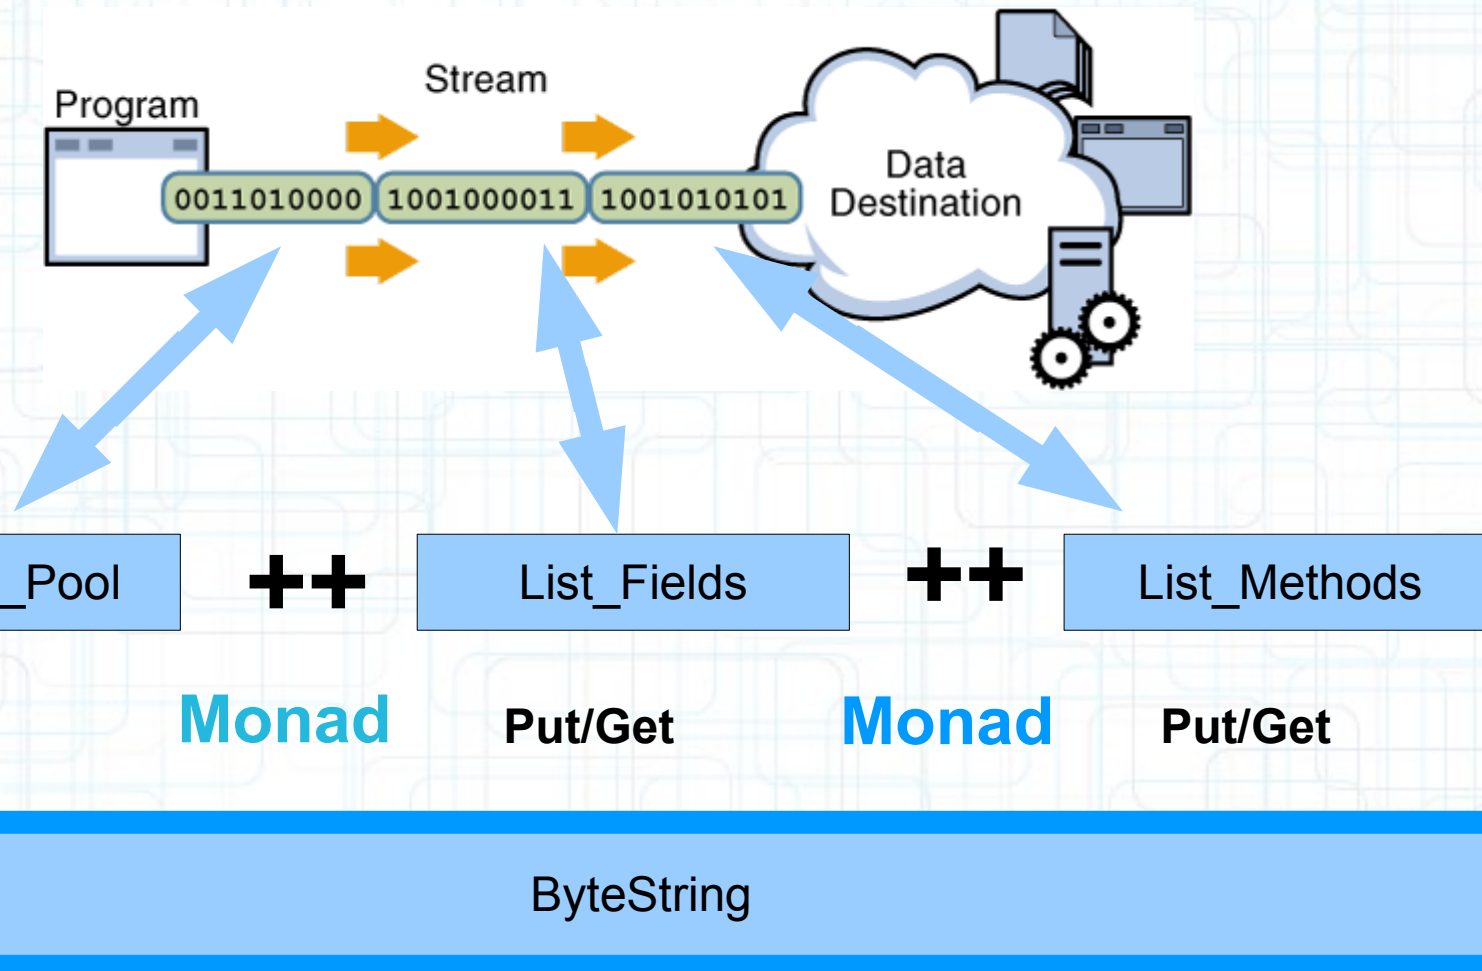 Stream
Program
0011010000 1001000011 1001010101
Data
Destination
_Pool ++ List_Fields ++ List_Methods
Monad Put/Get Monad Put/Get
ByteString